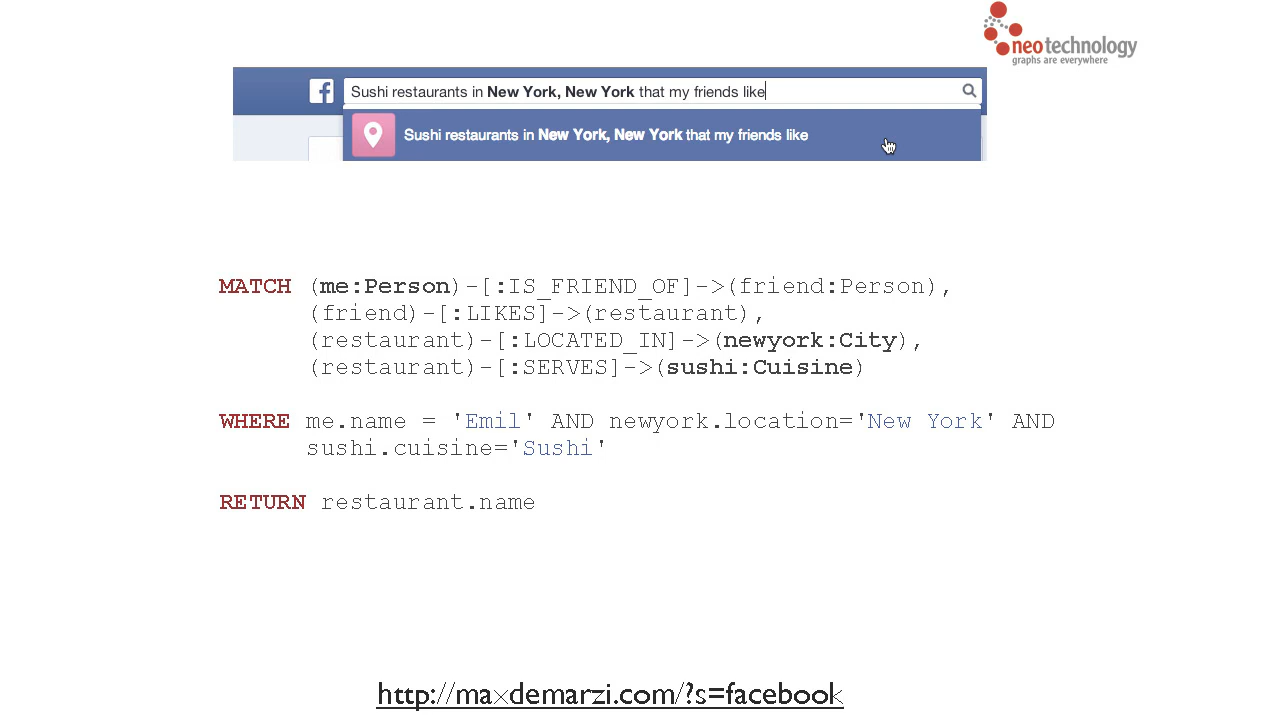 neotechnology
graphs are everywhere
Sushi restaurants in New York, New York that my friends like
Sushi restaurants in New York, New York that my friends like
MATCH (me:Person)-[:IS_FRIEND_OF]->(friend:Person),
(friend)-[:LIKES]->(restaurant),
(restaurant)-[:LOCATED_IN]->(newyork:City),
(restaurant)-[:SERVES]->(sushi:Cuisine)
WHERE me.name = 'Emil' AND newyork.location='New York' AND
sushi.cuisine='Sushi'
RETURN restaurant.name
http://maxdemarzi.com/?s=facebook